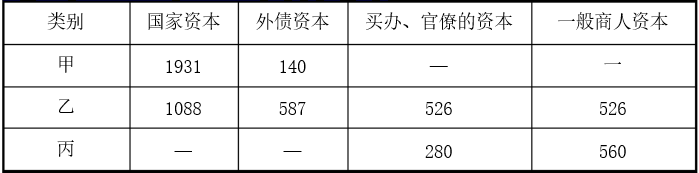 类别 国家资本 外债资本 买办、官僚的资本 一般商人资本
甲 1931 140 — 一
乙 1088 587 526 526
丙 — — 280 560